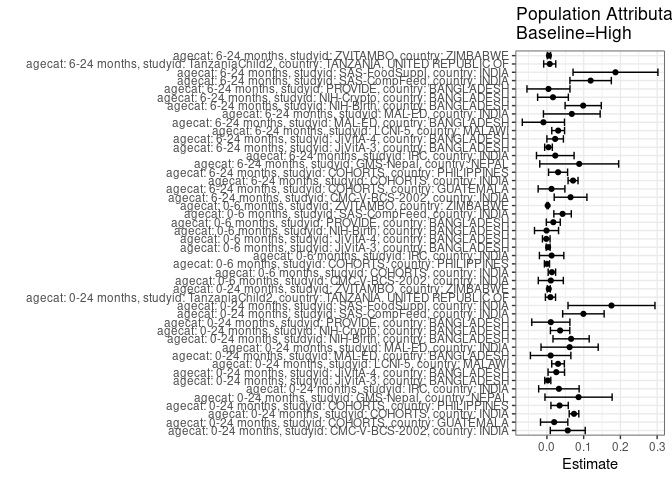 Population Attributa
Baseline=High
agecat: 6-24 months, studyid: ZVITAMBO, country: ZIMBABWE
agecat: 6-24 months, studyid: TanzaniaChild2, country: TANZANIA, UNITED REPUBLIC OF
agecat: 6-24 months, studyid: SAS-FoodSuppl, country: INDIA
agecat: 6-24 months, studyid: SAS-CompFeed, country: INDIA
agecat: 6-24 months, studyid: PROVIDE, country: BANGLADESH
agecat: 6-24 months, studyid: NIH-Crypto, country: BANGLADESH
agecat: 6-24 months, studyid: NIH-Birth, country: BANGLADESH
agecat: 6-24 months, studyid: MAL-ED, country: INDIA
agecat: 6-24 months, studyid: MAL-ED, country: BANGLADESH
agecat: 6-24 months, studyid: LCNI-5, country: MALAWI
agecat: 6-24 months, studyid: JiVitA-4, country: BANGLADESH
agecat: 6-24 months, studyid: JiVitA-3, country: BANGLADESH
agecat: 6-24 months, studyid: IRC, country: INDIA
agecat: 6-24 months, studyid: GMS-Nepal, country: NEPAL
agecat: 6-24 months, studyid: COHORTS, country: PHILIPPINES
agecat: 6-24 months, studyid: COHORTS, country: INDIA
agecat: 6-24 months, studyid: COHORTS, country: GUATEMALA
agecat: 6-24 months, studyid: CMC-V-BCS-2002, country: INDIA
agecat: 0-6 months, studyid: ZVITAMBO, country: ZIMBABWE
agecat: 0-6 months, studyid: SAS-CompFeed, country: INDIA
agecat: 0-6 months, studyid: PROVIDE, country: BANGLADESH
agecat: 0-6 months, studyid: NIH-Birth, country: BANGLADESH
agecat: 0-6 months, studyid: JiVitA-4, country: BANGLADESH
agecat: 0-6 months, studyid: JiVitA-3, country: BANGLADESH
agecat: 0-6 months, studyid: IRC, country: INDIA
agecat: 0-6 months, studyid: COHORTS, country: PHILIPPINES
agecat: 0-6 months, studyid: COHORTS, country: INDIA
agecat: 0-6 months, studyid: CMC-V-BCS-2002, country: INDIA
agecat: 0-24 months, studyid: ZVITAMBO, country: ZIMBABWE
agecat: 0-24 months, studyid: TanzaniaChild2, country: TANZANIA, UNITED REPUBLIC OF
agecat: 0-24 months, studyid: SAS-FoodSuppl, country: INDIA
agecat: 0-24 months, studyid: SAS-CompFeed, country: INDIA
agecat: 0-24 months, studyid: PROVIDE, country: BANGLADESH
agecat: 0-24 months, studyid: NIH-Crypto, country: BANGLADESH
agecat: 0-24 months, studyid: NIH-Birth, country: BANGLADESH
agecat: 0-24 months, studyid: MAL-ED, country: INDIA
agecat: 0-24 months, studyid: MAL-ED, country: BANGLADESH
agecat: 0-24 months, studyid: LCNI-5, country: MALAWI
agecat: 0-24 months, studyid: JiVitA-4, country: BANGLADESH
agecat: 0-24 months, studyid: JiVitA-3, country: BANGLADESH
agecat: 0-24 months, studyid: IRC, country: INDIA
agecat: 0-24 months, studyid: GMS-Nepal, country: NEPAL
agecat: 0-24 months, studyid: COHORTS, country: PHILIPPINES
agecat: 0-24 months, studyid: COHORTS, country: INDIA
agecat: 0-24 months, studyid: COHORTS, country: GUATEMALA
agecat: 0-24 months, studyid: CMC-V-BCS-2002, country: INDIA
0.0 0.1 0.2 0.3
Estimate